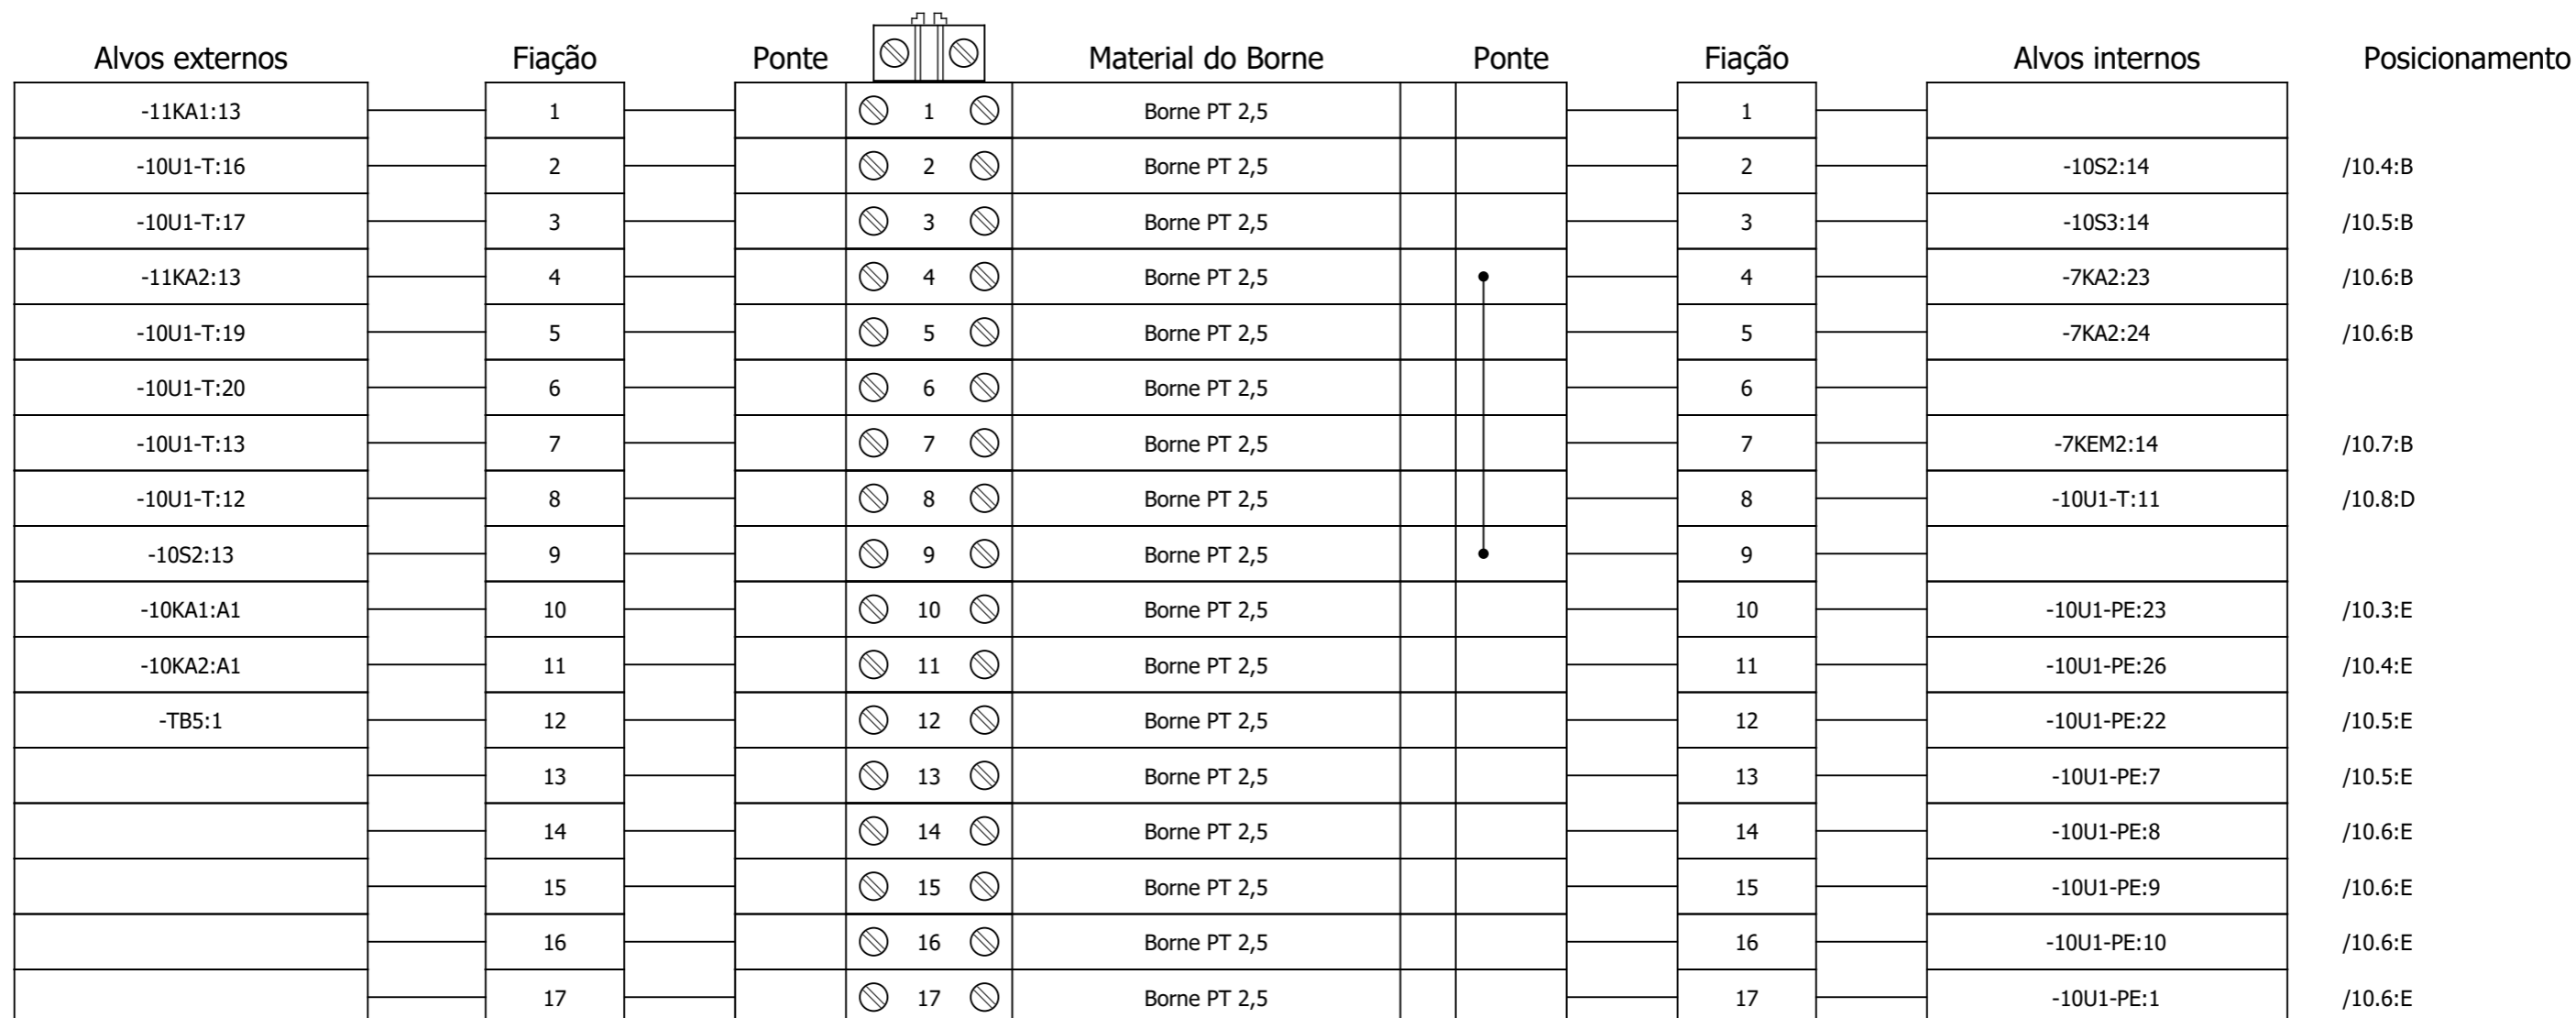 Alvos externos Fiação Ponte Material do Borne Ponte Fiação Alvos internos Posicionamento
-11KA1:13 1 1 Borne PT 2,5 1
-10U1-T:16 2 2 Borne PT 2,5 2 -10S2:14 /10.4:B
-10U1-T:17 3 3 Borne PT 2,5 3 -10S3:14 /10.5:B
-11KA2:13 4 4 Borne PT 2,5 4 -7KA2:23 /10.6:B
-10U1-T:19 5 5 Borne PT 2,5 5 -7KA2:24 /10.6:B
-10U1-T:20 6 6 Borne PT 2,5 6
-10U1-T:13 7 7 Borne PT 2,5 7 -7KEM2:14 /10.7:B
-10U1-T:12 8 8 Borne PT 2,5 8 -10U1-T:11 /10.8:D
-10S2:13 9 9 Borne PT 2,5 9
-10KA1:A1 10 10 Borne PT 2,5 10 -10U1-PE:23 /10.3:E
-10KA2:A1 11 11 Borne PT 2,5 11 -10U1-PE:26 /10.4:E
-TB5:1 12 12 Borne PT 2,5 12 -10U1-PE:22 /10.5:E
13 13 Borne PT 2,5 13 -10U1-PE:7 /10.5:E
14 14 Borne PT 2,5 14 -10U1-PE:8 /10.6:E
15 15 Borne PT 2,5 15 -10U1-PE:9 /10.6:E
16 16 Borne PT 2,5 16 -10U1-PE:10 /10.6:E
17 17 Borne PT 2,5 17 -10U1-PE:1 /10.6:E